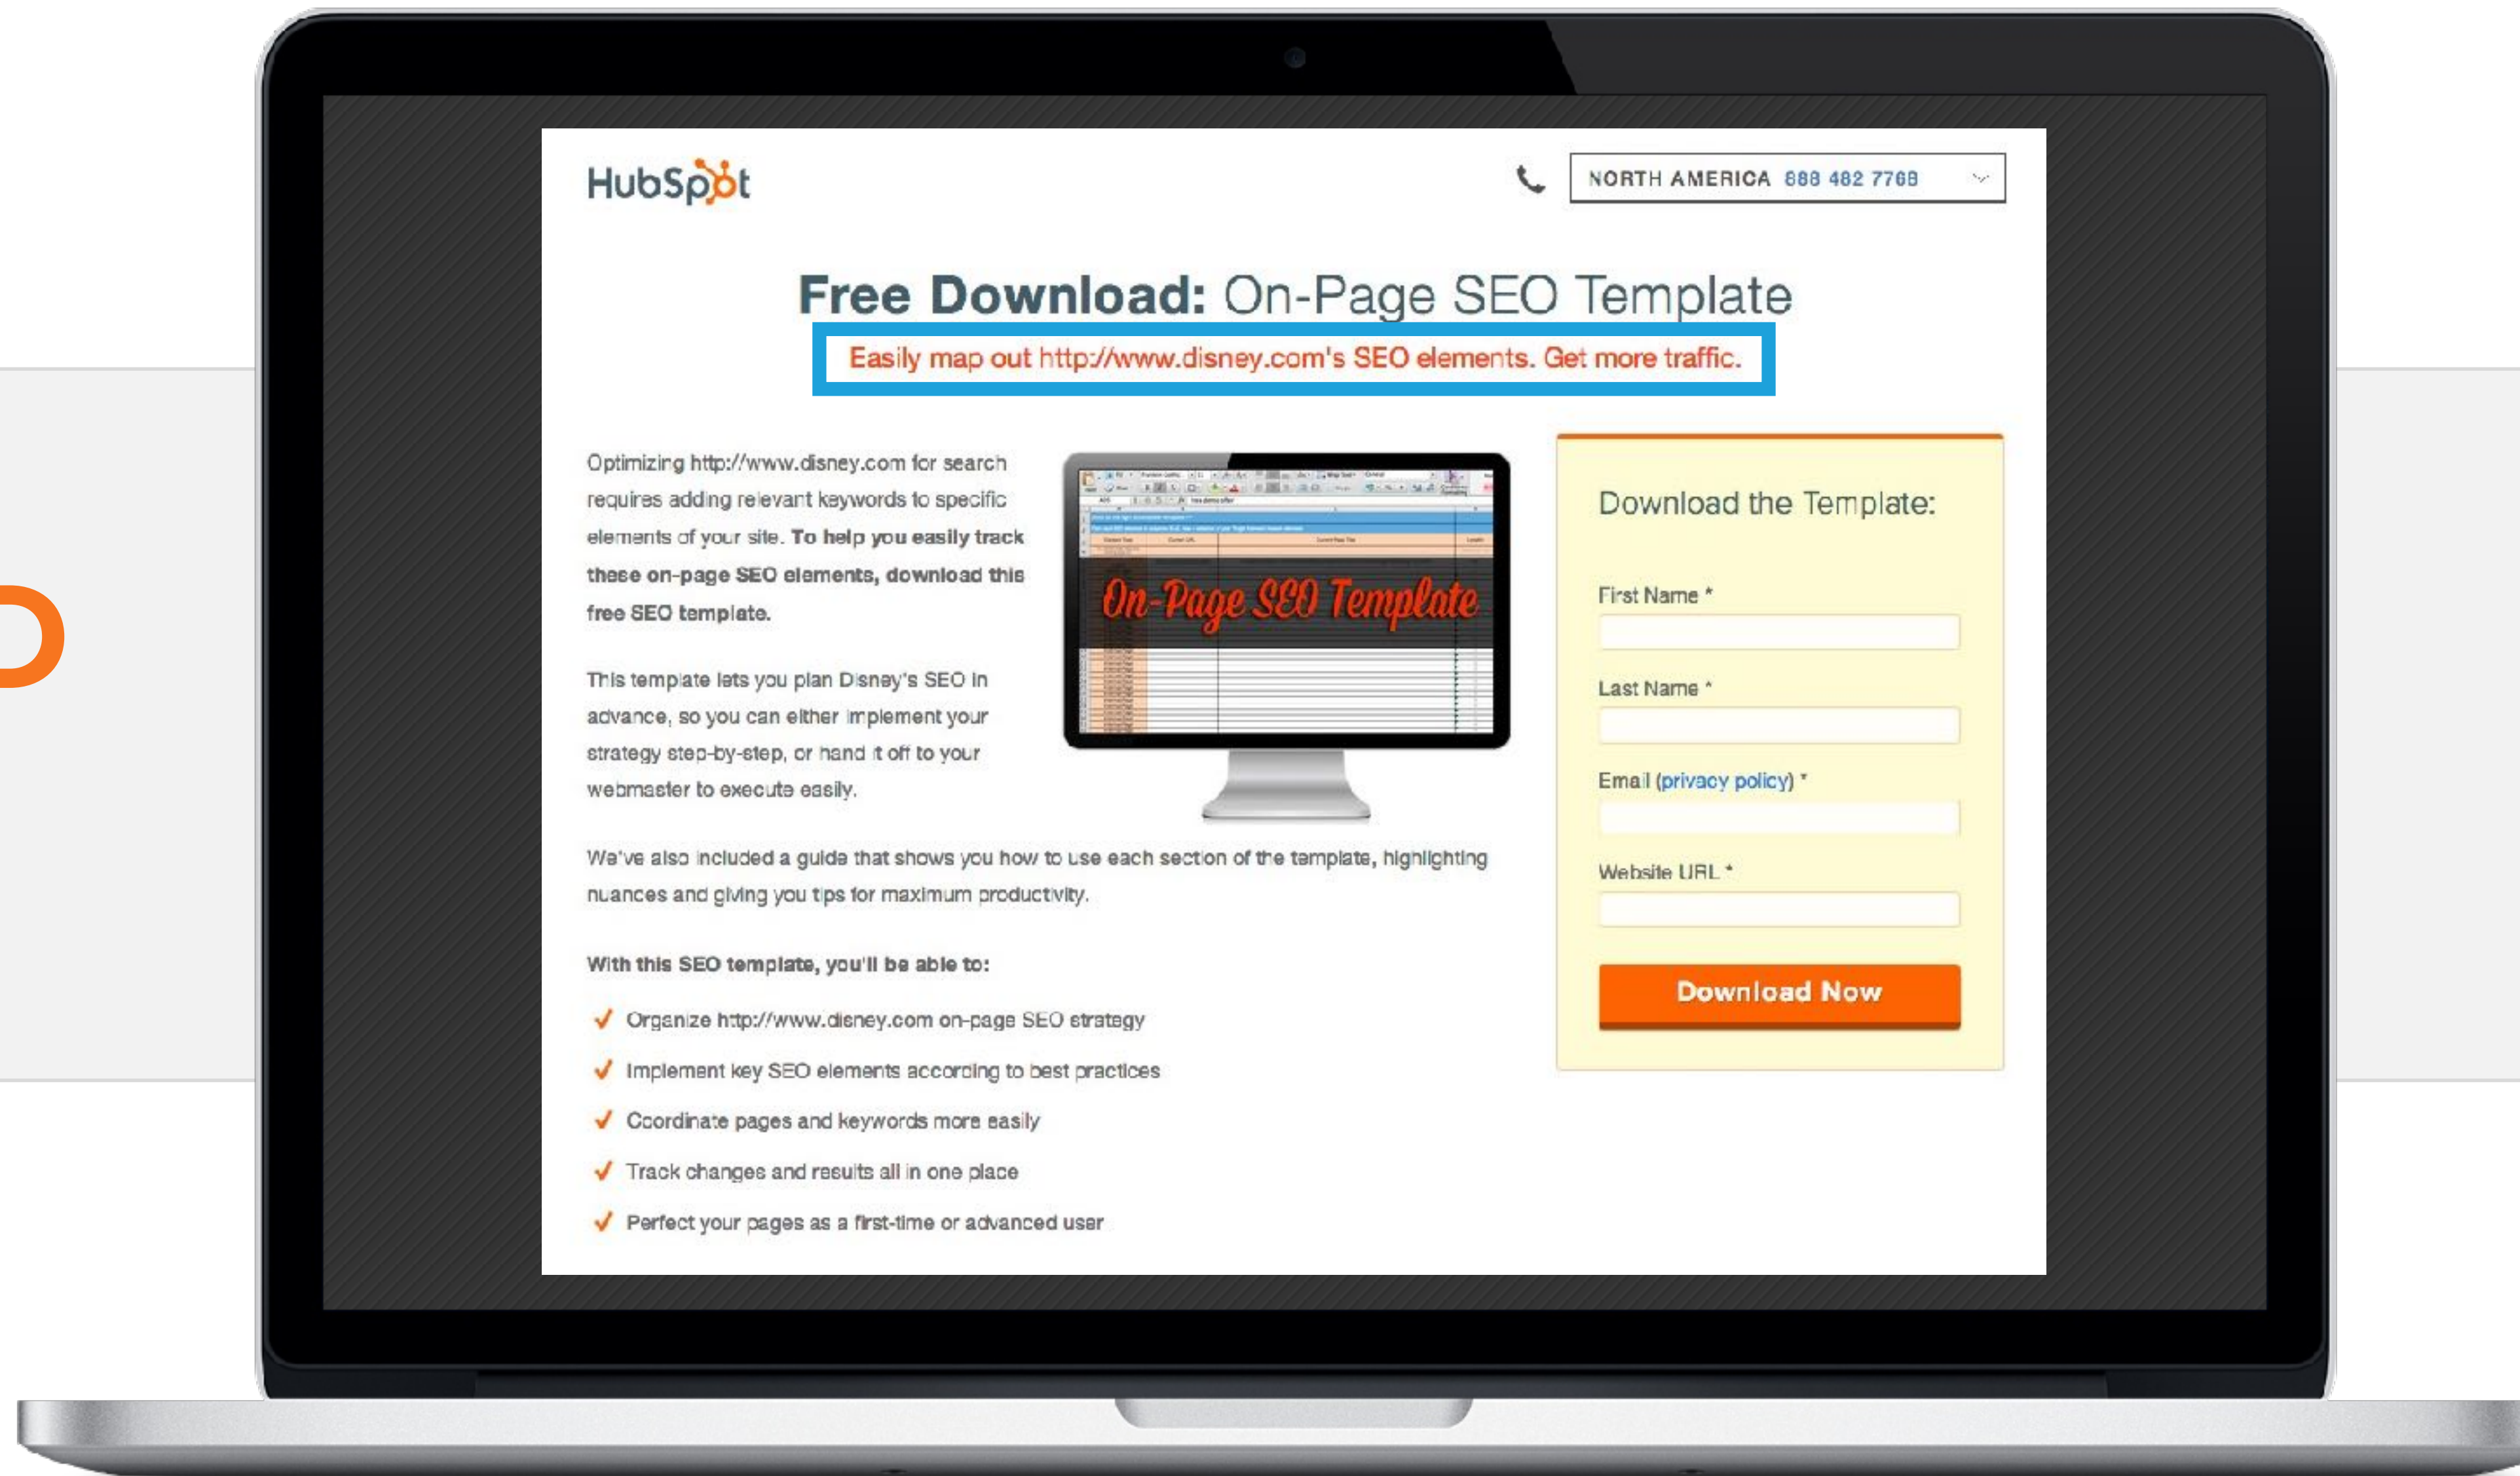 HubSpot
NORTH AMERICA 888 482 7768
Free Download: On-Page SEO Template
Easily map out http://www.disney.com's SEO elements. Get more traffic.
Optimizing http://www.disney.com for search
requires adding relevant keywords to specific
elements of your site. To help you easily track
these on-page SEO elements, download this
free SEO template.
This template lets you plan Disney's SEO in
advance, so you can either implement your
strategy step-by-step, or hand it off to your
webmaster to execute easily.
On-Page SEO Template
We've also included a guide that shows you how to use each section of the template, highlighting
nuances and giving you tips for maximum productivity.
With this SEO template, you'll be able to:
Organize http://www.disney.com on-page SEO strategy
Implement key SEO elements according to best practices
Coordinate pages and keywords more easily
Track changes and results all in one place
Perfect your pages as a first-time or advanced user
Download the Template:
First Name *
Last Name *
Email (privacy policy) *
Website URL *
Download Now